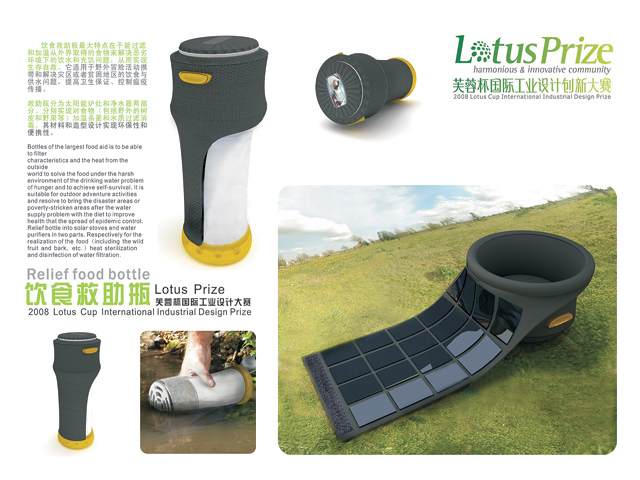 饮食救助瓶最大特点在于能过滤
和加温从外界取得的食物来解决恶劣
环境下的饮水和充饥问题，从而实现
生存自救。它适用于野外冒险活动携
带和解决灾区或者贫困地区的饮食与
供水问题，提高卫生保证、控制瘟疫
传播。
救助瓶分为太阳能炉灶和净水器两部
分。分别实现对食物（包括野外的树
皮和野果等）加温杀菌和水质过滤消
毒。其材料和造型设计实现环保性和
便携性。
Bottles of the largest food aid is to be able
to filter
characteristics and the heat from the
outside
world to solve the food under the harsh
environment of the drinking water problem
of hunger and to achieve self-survival. It is
suitable for outdoor adventure activities
and resolve to bring the disaster areas or
poverty-stricken areas after the water
supply problem with the diet to improve
health that the spread of epidemic control.
Relief bottle into solar stoves and water
purifiers in two parts. Respectively for the
realization of the food (including the wild
fruit and bark, etc. ) heat sterilization
and disinfection of water filtration.
Relief food bottle
饮食救助瓶 Lotus Prize
芙蓉杯国际工业设计大赛
2008 Lotus Cup International Industrial Design Prize
LotusPrize
harmonious & innovative community
芙蓉杯国际工业设计创新大赛
2008 Lotus Cup International Industrial Design Prize